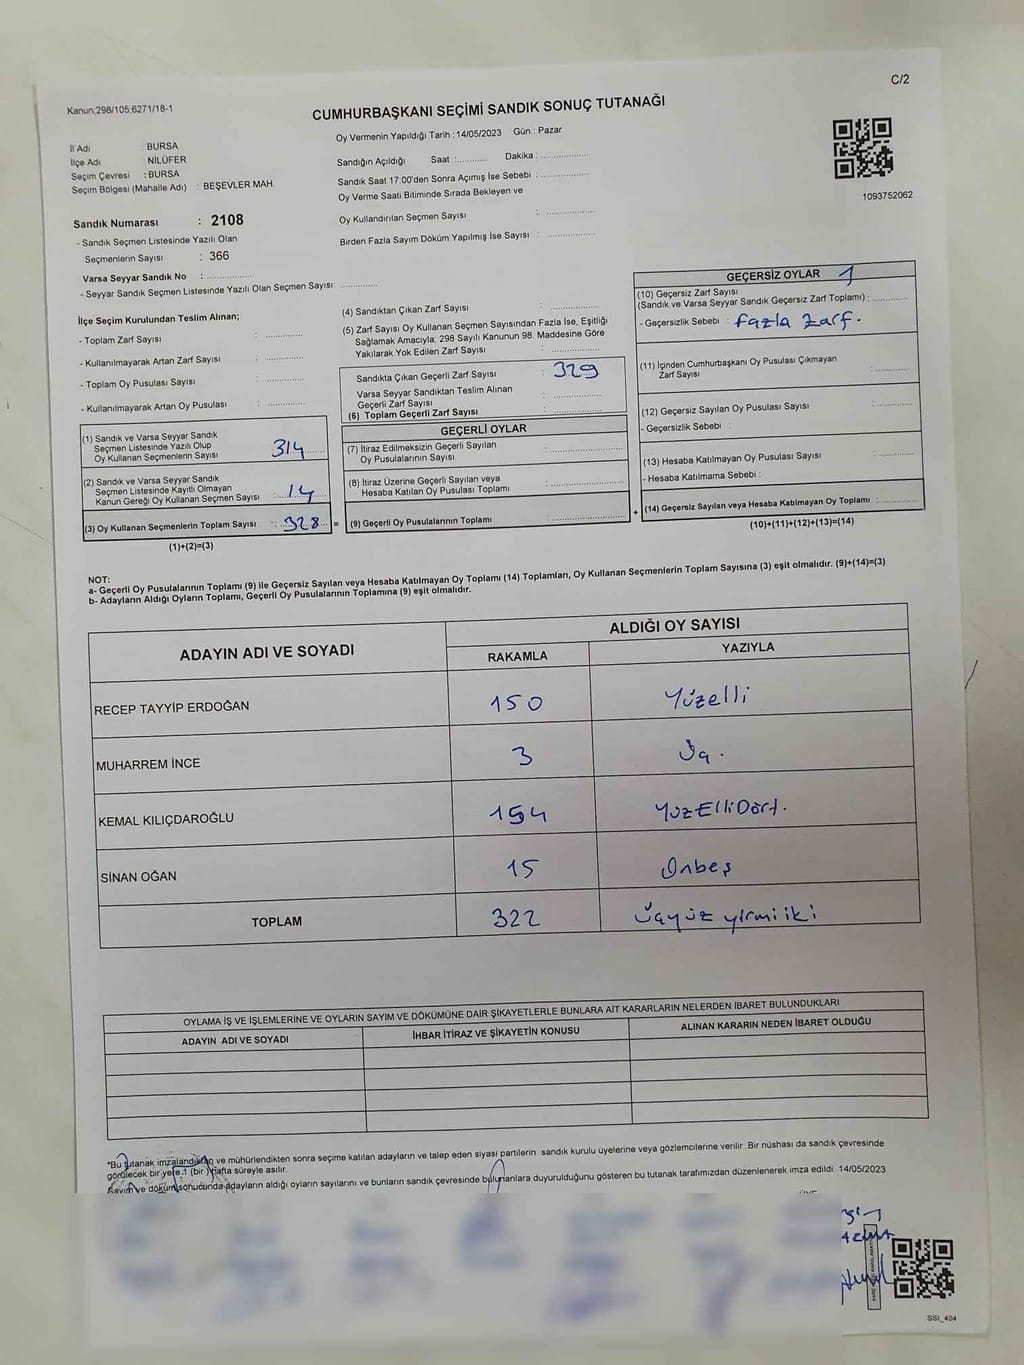 C/2
Kanun;298/105;6271/18-1
CUMHURBAŞKANI SEÇİMİ SANDIK SONUÇ TUTANAĞI
İl Adı BURSA
İlçe Adı : NİLÜFER
Seçim Çevresi : BURSA
Seçim Bölgesi (Mahalle Adı) : BEŞEVLER MAH.
Oy Vermenin Yapıldığı Tarih :14/05/2023 Gün : Pazar
Sandığın Açıldığı Saat :........... Dakika : ................
Sandık Saat 17:00'den Sonra Açımış İse Sebebi : ................
Oy Verme Saati Bitiminde Sırada Bekleyen ve
Oy Kullandırılan Seçmen Sayısı : ................
Birden Fazla Sayım Döküm Yapılmış İse Sayısı : ................
1093752062
Sandık Numarası : 2108
- Sandık Seçmen Listesinde Yazılı Olan
Seçmenlerin Sayısı : 366
Varsa Seyyar Sandık No : ................
- Seyyar Sandık Seçmen Listesinde Yazılı Olan Seçmen Sayısı: ............
İlçe Seçim Kurulundan Teslim Alınan;
- Toplam Zarf Sayısı : ............
- Kullanılmayarak Artan Zarf Sayısı : ............
- Toplam Oy Pusulası Sayısı : ............
- Kullanılmayarak Artan Oy Pusulası : ............
(1) Sandık ve Varsa Seyyar Sandık
Seçmen Listesinde Yazılı Olup
Oy Kullanan Seçmenlerin Sayısı 314
(2) Sandık ve Varsa Seyyar Sandık
Seçmen Listesinde Kayıtlı Olmayan
Kanun Gereği Oy Kullanan Seçmen Sayısı : 14
(3) Oy Kullanan Seçmenlerin Toplam Sayısı : 328 =
(1)+(2)=(3)
(4) Sandıktan Çıkan Zarf Sayısı : ............
(5) Zarf Sayısı Oy Kullanan Seçmen Sayısından Fazla İse, Eşitliği
Sağlamak Amacıyla; 298 Sayılı Kanunun 98. Maddesine Göre
Yakılarak Yok Edilen Zarf Sayısı : ............
Sandıkta Çıkan Geçerli Zarf Sayısı : 329
Varsa Seyyar Sandıktan Teslim Alınan
Geçerli Zarf Sayısı : ............
(6) Toplam Geçerli Zarf Sayısı : ............
GEÇERLİ OYLAR
(7) İtiraz Edilmeksizin Geçerli Sayılan
Oy Pusulalarının Sayısı : ................
(8) İtiraz Üzerine Geçerli Sayılan veya
Hesaba Katılan Oy Pusulası Toplamı : ................
(9) Geçerli Oy Pusulalarının Toplamı : ................ +
GEÇERSİZ OYLAR 1
(10) Geçersiz Zarf Sayısı
(Sandık ve Varsa Seyyar Sandık Geçersiz Zarf Toplamı) : ............
- Geçersizlik Sebebi : fazla zarf.
(11) İçinden Cumhurbaşkanı Oy Pusulası Çıkmayan
Zarf Sayısı : ............
(12) Geçersiz Sayılan Oy Pusulası Sayısı : ............
- Geçersizlik Sebebi :
(13) Hesaba Katılmayan Oy Pusulası Sayısı : ............
- Hesaba Katılmama Sebebi :
(14) Geçersiz Sayılan veya Hesaba Katılmayan Oy Toplamı : ............
(10)+(11)+(12)+(13)=(14)
NOT:
a- Geçerli Oy Pusulalarının Toplamı (9) ile Geçersiz Sayılan veya Hesaba Katılmayan Oy Toplamı (14) Toplamları, Oy Kullanan Seçmenlerin Toplam Sayısına (3) eşit olmalıdır. (9)+(14)=(3)
b- Adayların Aldığı Oyların Toplamı, Geçerli Oy Pusulalarının Toplamına (9) eşit olmalıdır.
ADAYIN ADI VE SOYADI ALDIĞI OY SAYISI
RAKAMLA YAZIYLA
RECEP TAYYİP ERDOĞAN 150 Yüzelli
MUHARREM İNCE 3 Üç.
KEMAL KILIÇDAROĞLU 154 YüzElliDört.
SİNAN OĞAN 15 Onbeş
TOPLAM 322 Üçyüz yirmi iki
OYLAMA İŞ VE İŞLEMLERİNE VE OYLARIN SAYIM VE DÖKÜMÜNE DAİR ŞİKAYETLERLE BUNLARA AİT KARARLARIN NELERDEN İBARET BULUNDUKLARI
ADAYIN ADI VE SOYADI İHBAR İTİRAZ VE ŞİKAYETİN KONUSU ALINAN KARARIN NEDEN İBARET OLDUĞU
*Bu tutanak imzalandıktan ve mühürlendikten sonra seçime katılan adayların ve talep eden siyasi partilerin sandık kurulu üyelerine veya gözlemcilerine verilir. Bir nüshası da sandık çevresinde
görülecek bir yere 1 (bir) hafta süreyle asılır.
Sayım ve döküm sonucunda adayların aldığı oyların sayılarını ve bunların sandık çevresinde bulunanlara duyurulduğunu gösteren bu tutanak tarafımızdan düzenlenerek imza edildi. 14/05/2023
SSI_404